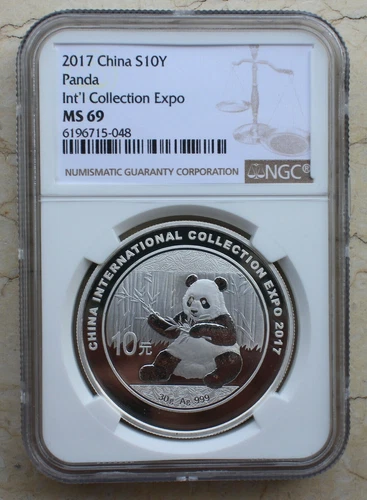 2017 China S10Y
Panda
Int'l Collection Expo
MS 69
6196715-048
NUMISMATIC GUARANTY CORPORATION
NGC®
CHINA INTERNATIONAL COLLECTION EXPO 2017
10元
30g Ag .999